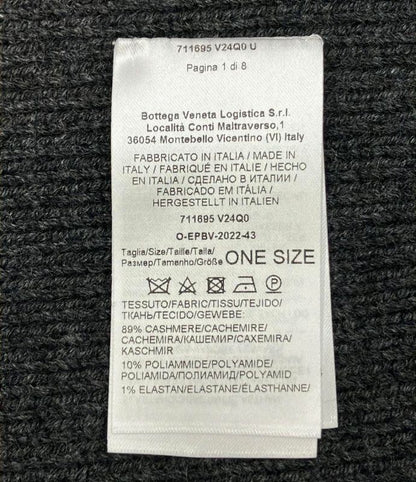 711695 V24Q0 U
Pagina 1 di 8
Bottega Veneta Logistica S.r.l.
Località Conti Maltraverso,1
36054 Montebello Vicentino (VI) Italy
FABBRICATO IN ITALIA / MADE IN
ITALY / FABRIQUÉ EN ITALIE / HECHO
EN ITALIA / СДЕЛАНО В ИТАЛИИ /
FABRICADO EM ITÁLIA /
HERGESTELLT IN ITALIEN
711695 V24Q0
O-EPBV-2022-43
Taglia/Size/Taille/Talla/
Размер/Tamanho/Größe ONE SIZE
P
TESSUTO/FABRIC/TISSU/TEJIDO/
ТКАНЬ/TECIDO/GEWEBE:
89% CASHMERE/CACHEMIRE/
CACHEMIRA/КАШЕМИР/CAXEMIRA/
KASCHMIR
10% POLIAMMIDE/POLYAMIDE/
POLIAMIDA/ПОЛИАМИД/POLYAMID
1% ELASTAN/ELASTANE/ÉLASTHANNE/